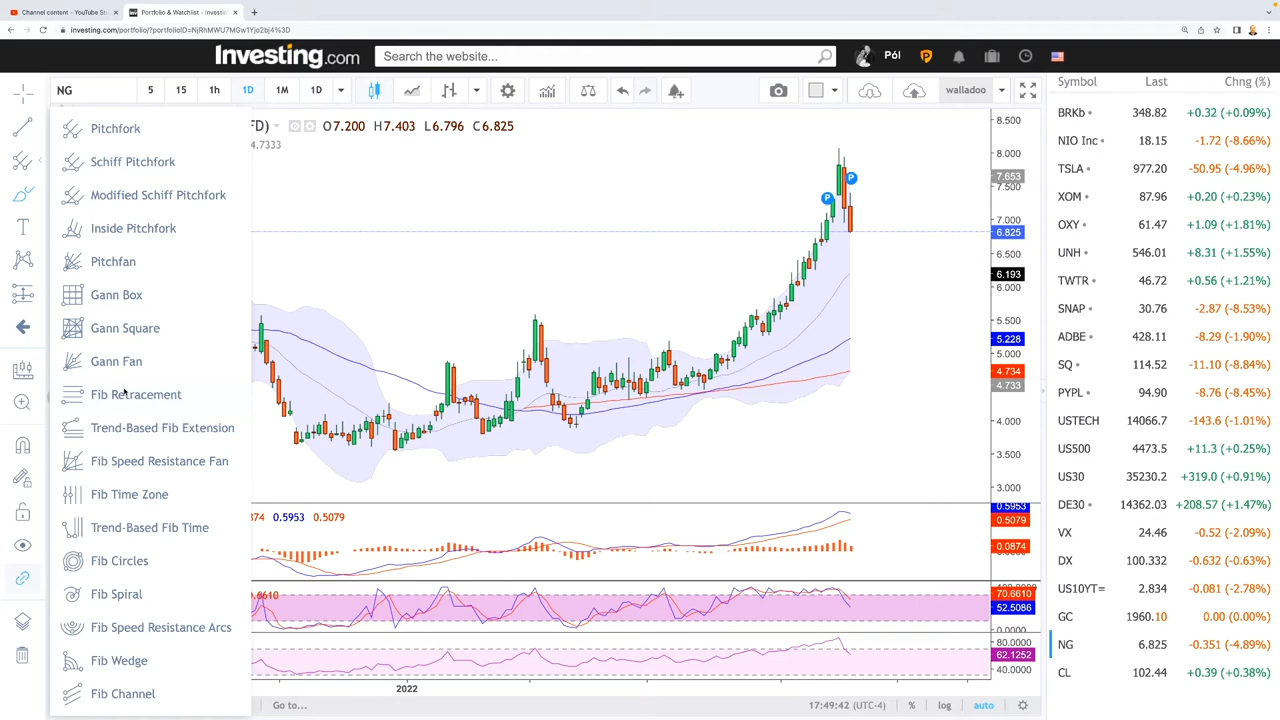 Channel content - YouTube St
Portfolio & Watchlist - Investin
investing.com/portfolio/?portfolioID=NjRhMWU7MGw1Yjo2bj4%3D
Investing.com
Search the website...
Pól
NG
5
15
1h
1D
1M
1D
walladoo
Symbol
Last
Chng (%)
Pitchfork
Schiff Pitchfork
Modified Schiff Pitchfork
Inside Pitchfork
Pitchfan
Gann Box
Gann Square
Gann Fan
Fib Retracement
Trend-Based Fib Extension
Fib Speed Resistance Fan
Fib Time Zone
Trend-Based Fib Time
Fib Circles
Fib Spiral
Fib Speed Resistance Arcs
Fib Wedge
Fib Channel
FD) O7.200 H7.403 L6.796 C6.825
4.7333
8.500
8.000
7.653
7.500
7.000
6.825
6.500
6.193
6.000
5.500
5.228
5.000
4.734
4.733
4.000
3.500
3.000
P
P
874 0.5953 0.5079
0.5953
0.5079
0.0874
.8610
70.6610
52.5086
0.0000
80.0000
62.1252
40.0000
2022
Go to...
17:49:42 (UTC-4)
%
log
auto
BRKb 348.82 +0.32 (+0.09%)
NIO Inc 18.15 -1.72 (-8.66%)
TSLA 977.20 -50.95 (-4.96%)
XOM 87.96 +0.20 (+0.23%)
OXY 61.47 +1.09 (+1.81%)
UNH 546.01 +8.31 (+1.55%)
TWTR 46.72 +0.56 (+1.21%)
SNAP 30.76 -2.87 (-8.53%)
ADBE 428.11 -8.29 (-1.90%)
SQ 114.52 -11.10 (-8.84%)
PYPL 94.90 -8.76 (-8.45%)
USTECH 14066.7 -143.6 (-1.01%)
US500 4473.5 +11.3 (+0.25%)
US30 35230.2 +319.0 (+0.91%)
DE30 14362.03 +208.57 (+1.47%)
VX 24.46 -0.52 (-2.09%)
DX 100.332 -0.632 (-0.63%)
US10YT= 2.834 -0.081 (-2.78%)
GC 1960.10 0.00 (0.00%)
NG 6.825 -0.351 (-4.89%)
CL 102.44 +0.39 (+0.38%)